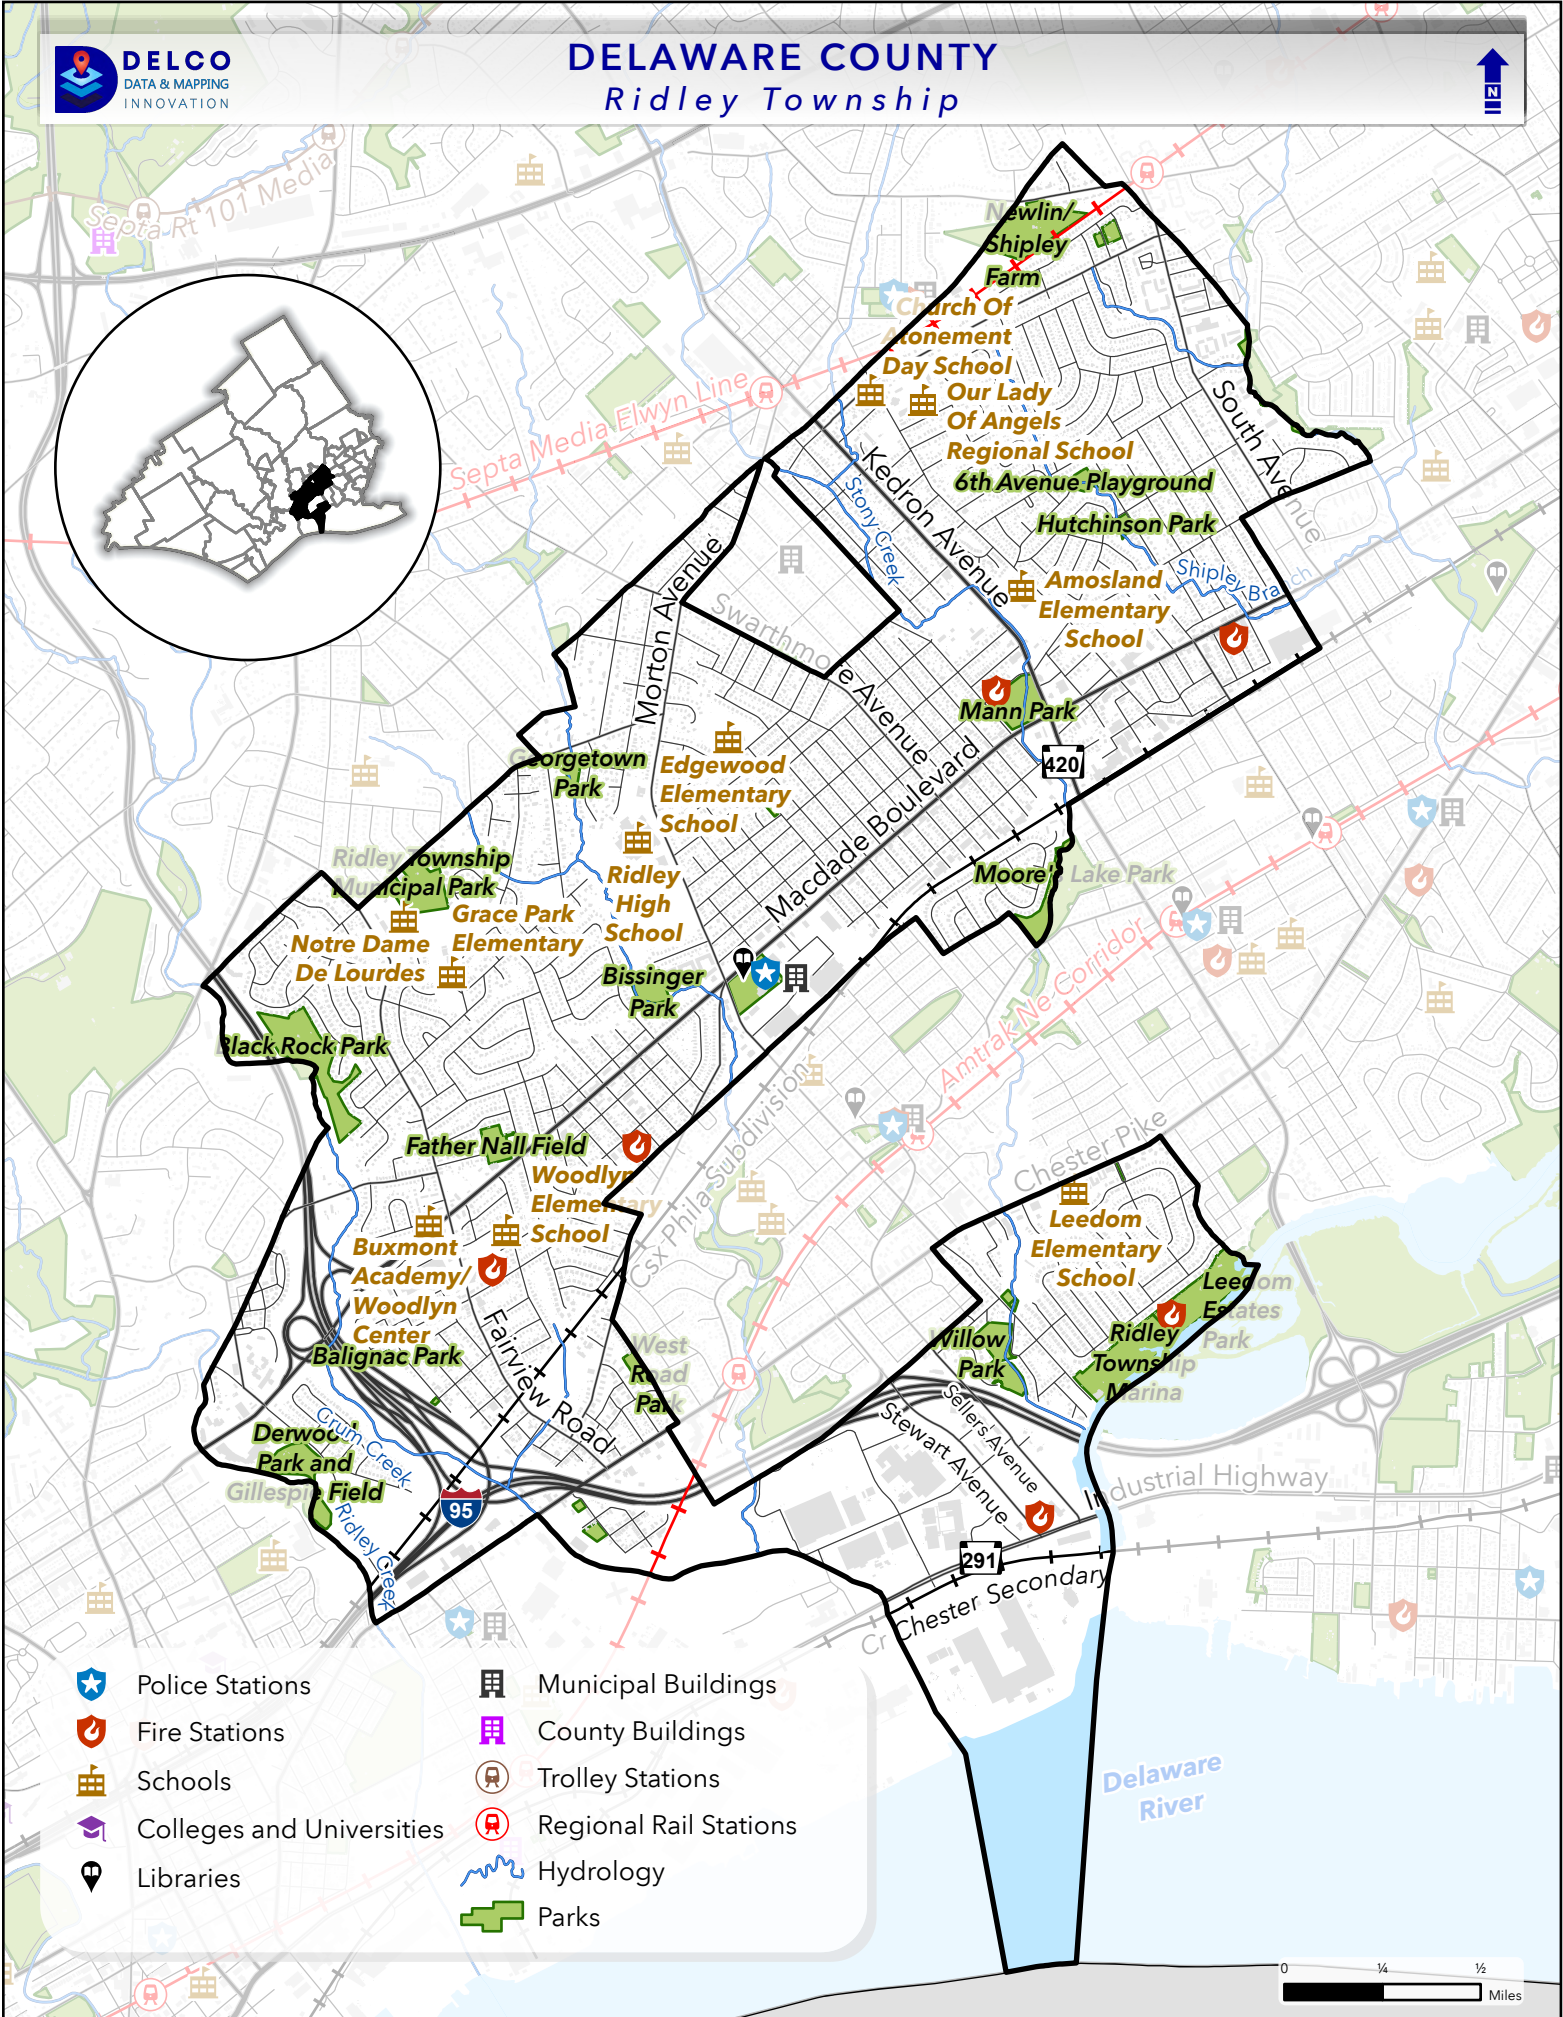 DELCO
DATA & MAPPING
INNOVATION
DELAWARE COUNTY
Ridley Township
N
Septa Rt 101 Media
Newlin/
Shipley
Farm
Church Of
Atonement
Day School
Our Lady
Of Angels
Regional School
Septa Media Elwyn Line
South Avenue
Kedron Avenue
6th Avenue Playground
Stony Creek
Hutchinson Park
Shipley Branch
Morton Avenue
Amosland
Elementary
School
Swarthmore Avenue
Mann Park
420
Georgetown
Park
Edgewood
Elementary
School
Macdade Boulevard
Ridley Township
Municipal Park
Ridley
High
School
Moore's Lake Park
Grace Park
Elementary
Notre Dame
De Lourdes
Bissinger
Park
Amtrak Ne Corridor
Black Rock Park
Father Nall Field
Csx Phila Subdivision
Chester Pike
Woodlyn
Elementary
School
Leedom
Elementary
School
Buxmont
Academy/
Woodlyn
Center
Leedom
Estates
Park
Balignac Park
Fairview Road
West
Road
Park
Willow
Park
Ridley
Township
Marina
Sellers Avenue
Stewart Avenue
Crum Creek
Derwood
Park and
Gillespie Field
Ridley Creek
95
Industrial Highway
291
Cr Chester Secondary
Delaware
River
Police Stations
Fire Stations
Schools
Colleges and Universities
Libraries
Municipal Buildings
County Buildings
Trolley Stations
Regional Rail Stations
Hydrology
Parks
0 ¼ ½
Miles